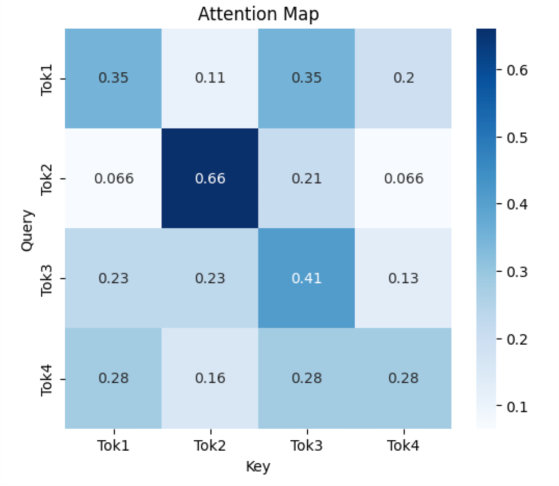 Attention Map
Tok1 0.35 0.11 0.35 0.2
Tok2 0.066 0.66 0.21 0.066
Tok3 0.23 0.23 0.41 0.13
Tok4 0.28 0.16 0.28 0.28
Tok1 Tok2 Tok3 Tok4
Key
Query
0.6
0.5
0.4
0.3
0.2
0.1